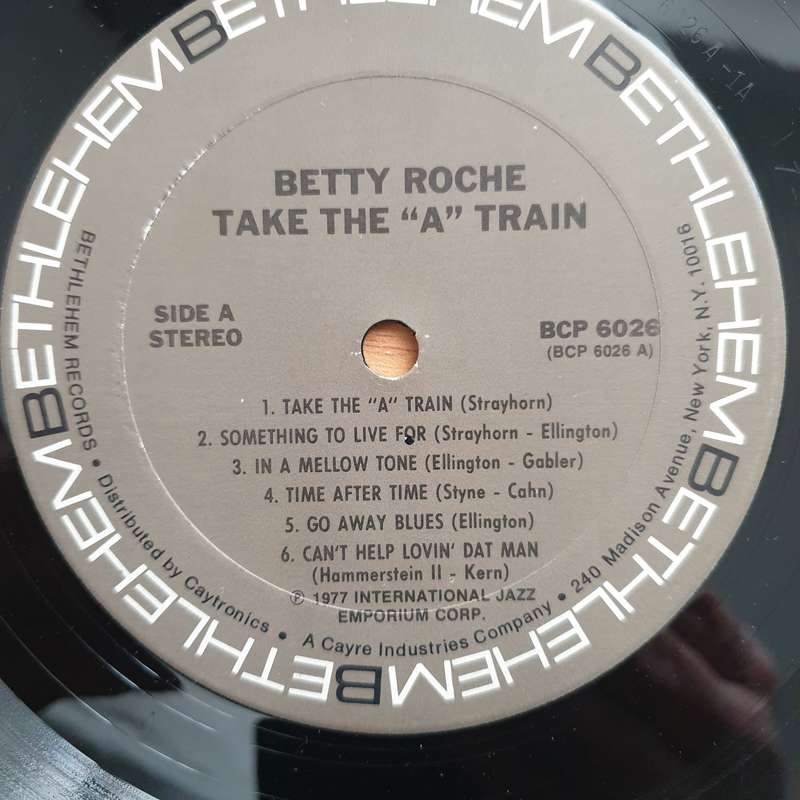 BETHLEHEM BETHLEHEM BETHLEHEM BETHLEHEM BETHLEHEM BETHLEHEM
BETTY ROCHE
TAKE THE “A” TRAIN
SIDE A
STEREO
BCP 6026
(BCP 6026 A)
1. TAKE THE “A” TRAIN (Strayhorn)
2. SOMETHING TO LIVE FOR (Strayhorn - Ellington)
3. IN A MELLOW TONE (Ellington - Gabler)
4. TIME AFTER TIME (Styne - Cahn)
5. GO AWAY BLUES (Ellington)
6. CAN'T HELP LOVIN' DAT MAN
(Hammerstein II - Kern)
℗ 1977 INTERNATIONAL JAZZ
EMPORIUM CORP.
BETHLEHEM RECORDS • Distributed by Caytronics • A Cayre Industries Company • 240 Madison Avenue, New York, N.Y. 10016